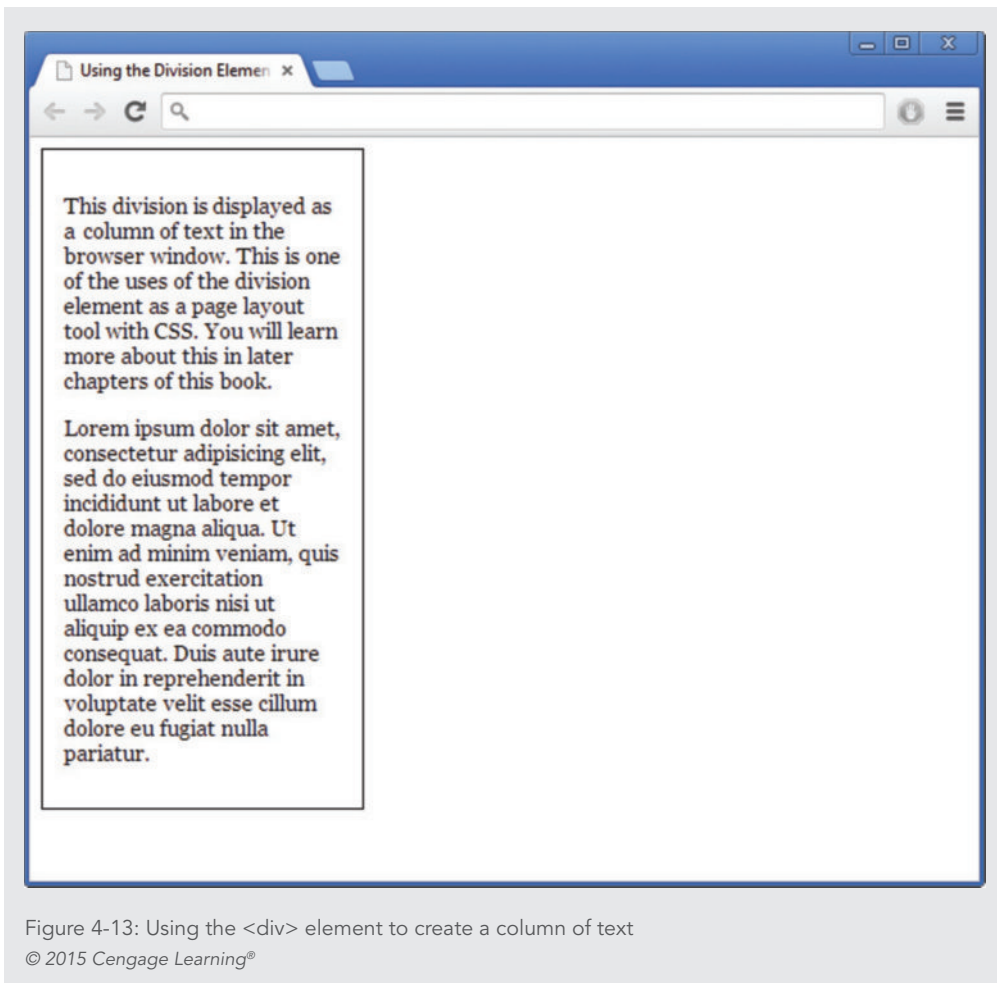 Using the Division Elemen
This division is displayed as
a column of text in the
browser window. This is one
of the uses of the division
element as a page layout
tool with CSS. You will learn
more about this in later
chapters of this book.
Lorem ipsum dolor sit amet,
consectetur adipisicing elit,
sed do eiusmod tempor
incididunt ut labore et
dolore magna aliqua. Ut
enim ad minim veniam, quis
nostrud exercitation
ullamco laboris nisi ut
aliquip ex ea commodo
consequat. Duis aute irure
dolor in reprehenderit in
voluptate velit esse cillum
dolore eu fugiat nulla
pariatur.
Figure 4-13: Using the <div> element to create a column of text
© 2015 Cengage Learning®